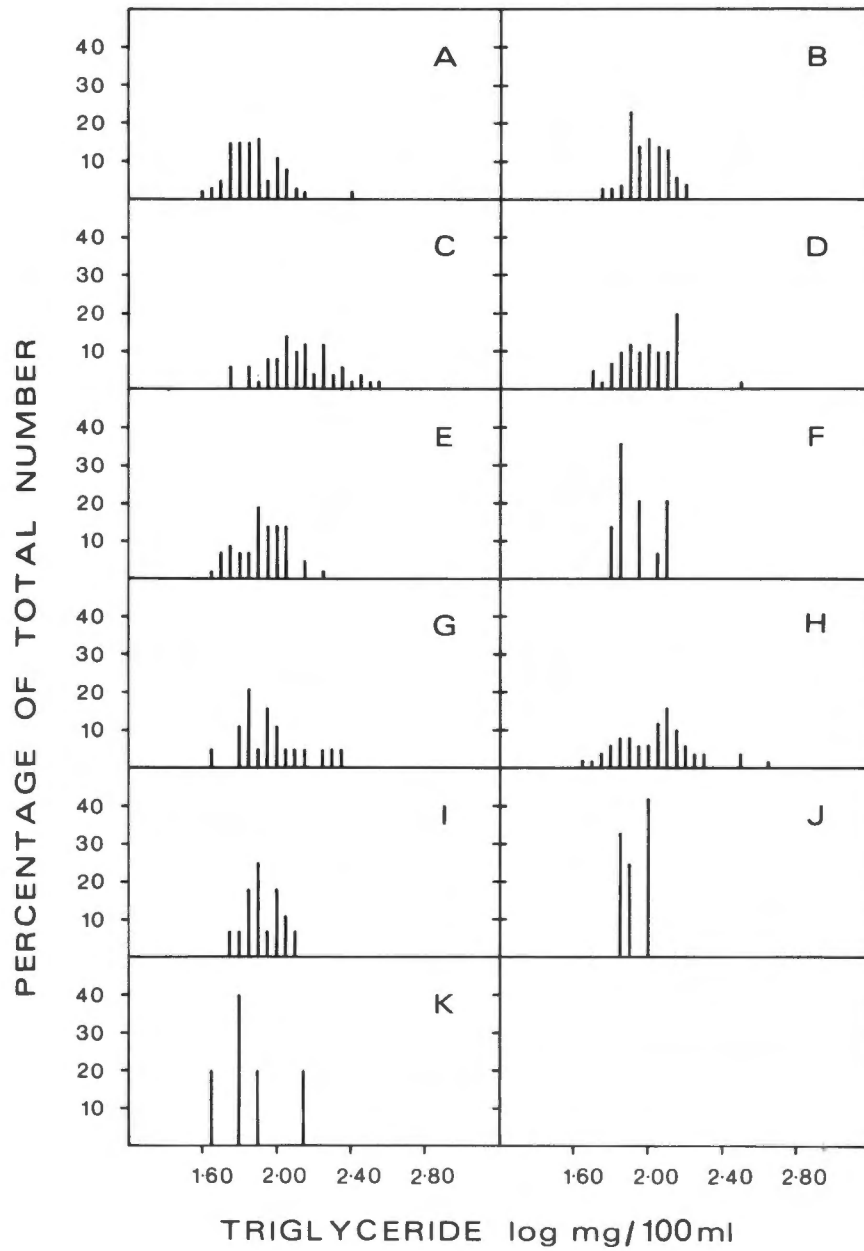 PERCENTAGE OF TOTAL NUMBER
40 30 20 10 A B
40 30 20 10 C D
40 30 20 10 E F
40 30 20 10 G H
40 30 20 10 I J
40 30 20 10 K
1·60 2·00 2·40 2·80 1·60 2·00 2·40 2·80
TRIGLYCERIDE log mg/100ml